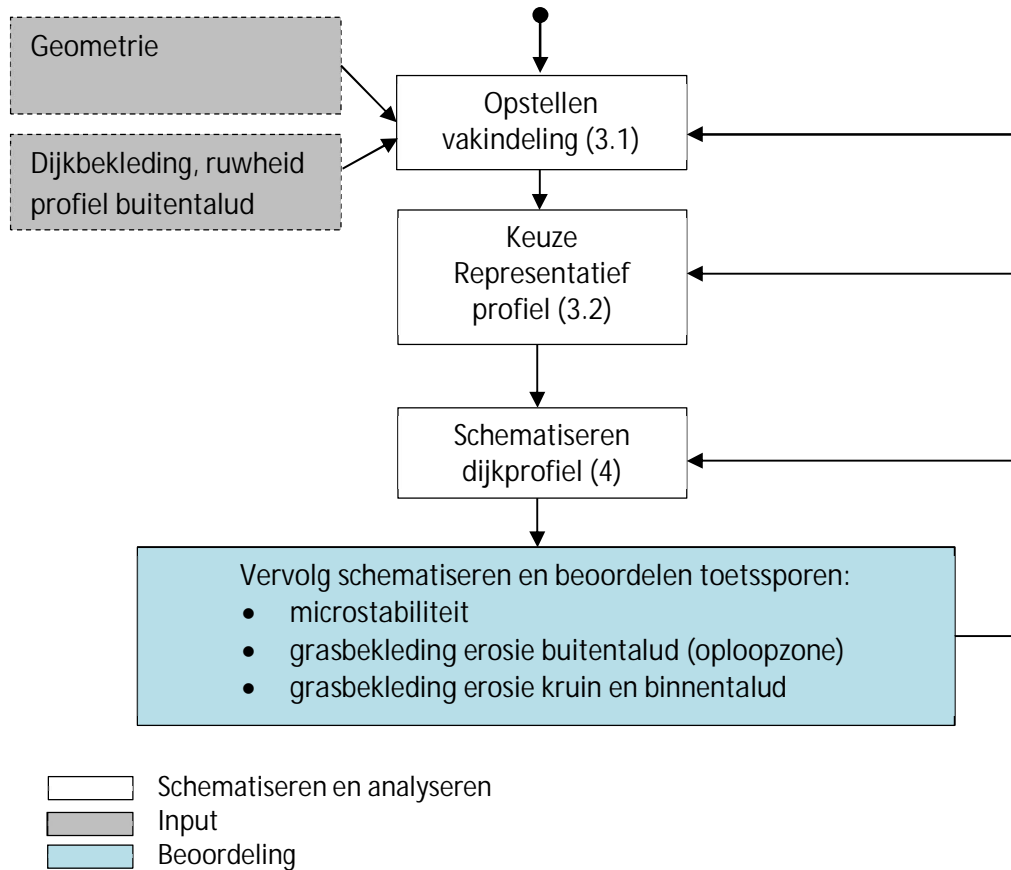 Geometrie
Dijkbekleding, ruwheid
profiel buitentalud
Opstellen
vakindeling (3.1)
Keuze
Representatief
profiel (3.2)
Schematiseren
dijkprofiel (4)
Vervolg schematiseren en beoordelen toetssporen:
• microstabiliteit
• grasbekleding erosie buitentalud (oploopzone)
• grasbekleding erosie kruin en binnentalud
Schematiseren en analyseren
Input
Beoordeling